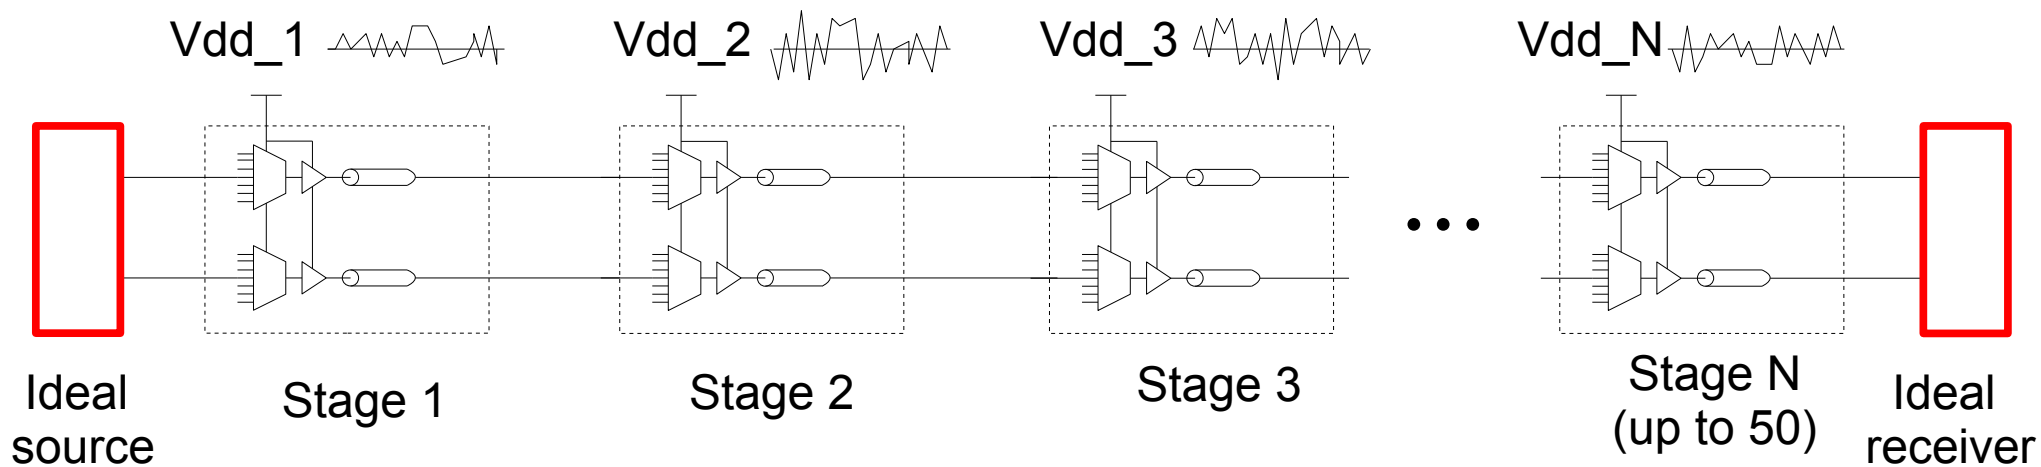 Vdd_1
Vdd_2
Vdd_3
Vdd_N
Ideal
source
Stage 1
Stage 2
Stage 3
Stage N
(up to 50)
Ideal
receiver